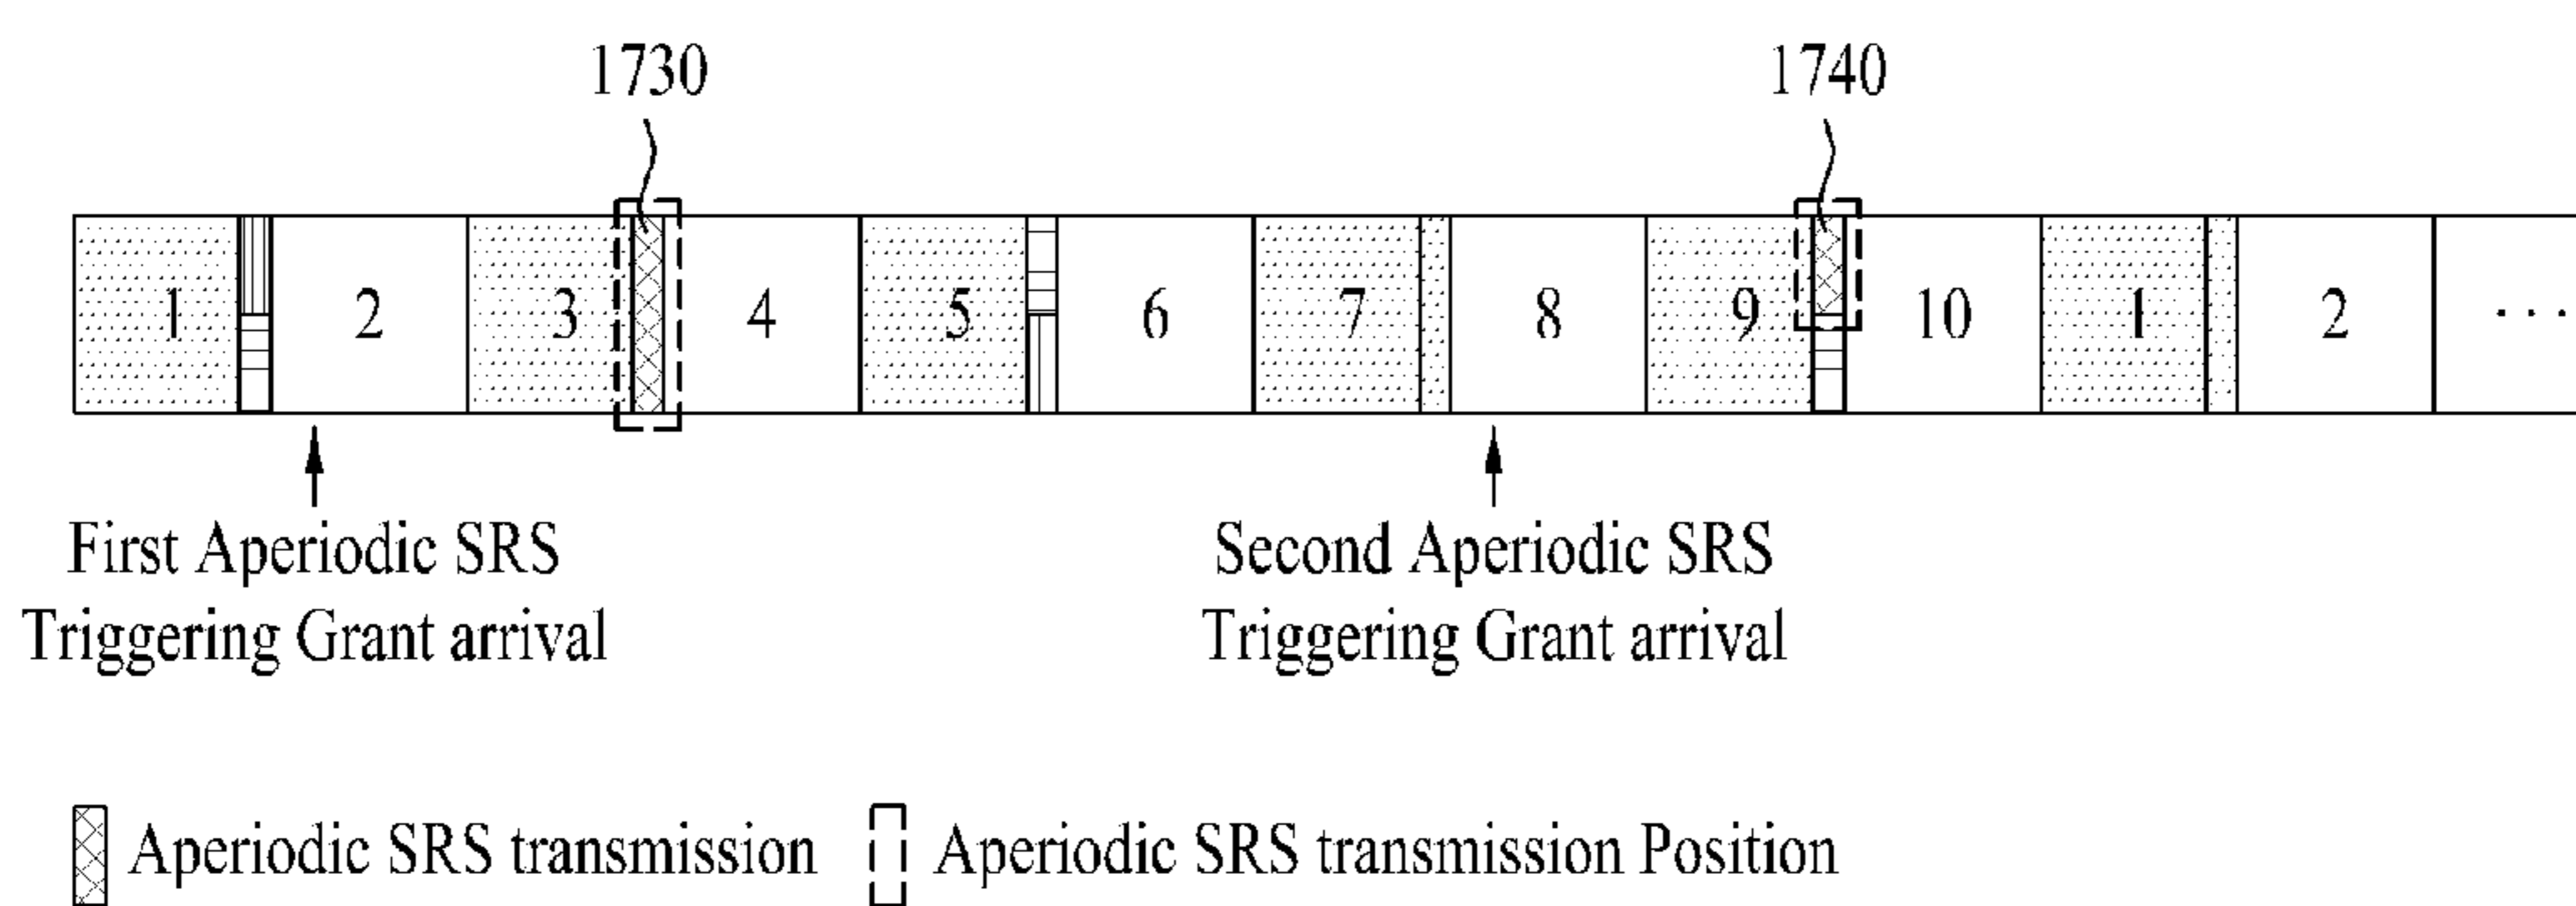 1730 1740
1 2 3 4 5 6 7 8 9 10 1 2 ...
First Aperiodic SRS Second Aperiodic SRS
Triggering Grant arrival Triggering Grant arrival
Aperiodic SRS transmission Aperiodic SRS transmission Position